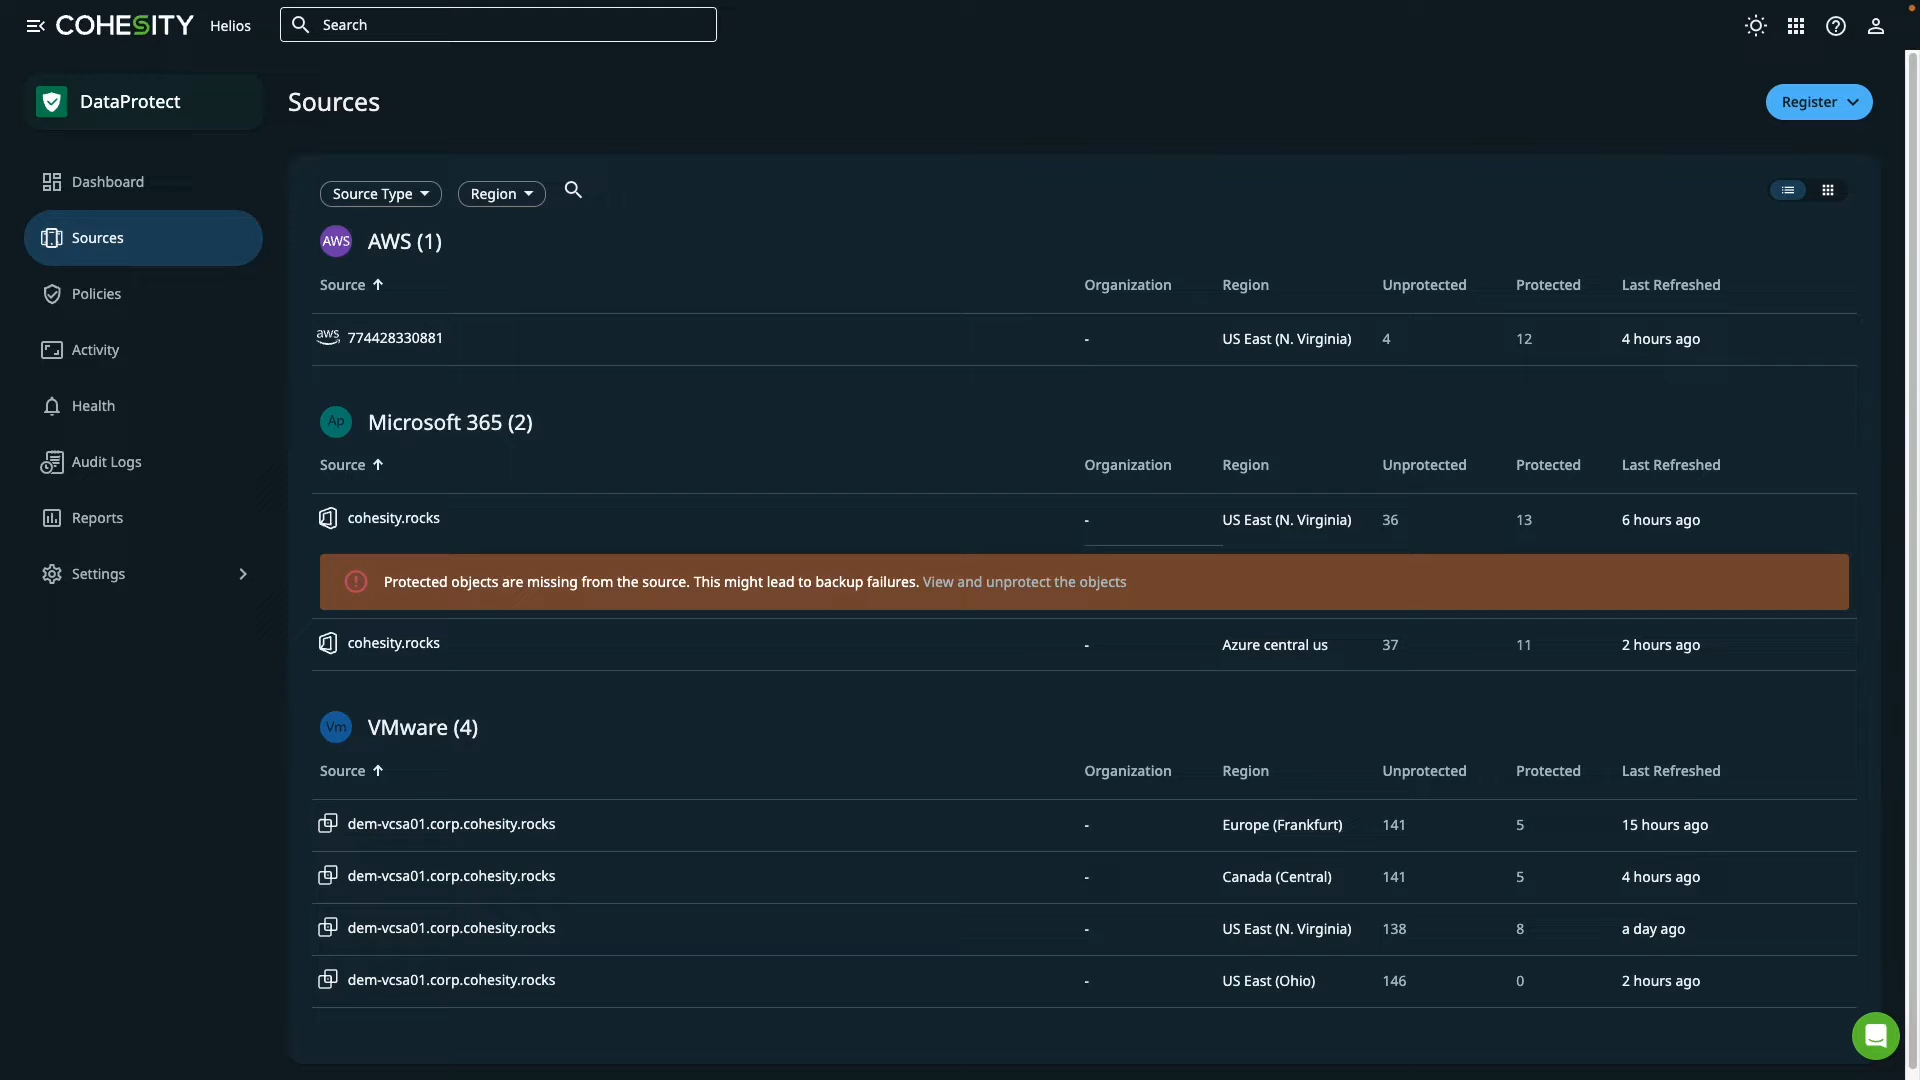 COHESITY Helios
Search
DataProtect
Sources
Register
Dashboard
Sources
Policies
Activity
Health
Audit Logs
Reports
Settings
Source Type
Region
AWS AWS (1)
Source Organization Region Unprotected Protected Last Refreshed
aws 774428330881 - US East (N. Virginia) 4 12 4 hours ago
Ap Microsoft 365 (2)
Source Organization Region Unprotected Protected Last Refreshed
cohesity.rocks - US East (N. Virginia) 36 13 6 hours ago
Protected objects are missing from the source. This might lead to backup failures. View and unprotect the objects
cohesity.rocks - Azure central us 37 11 2 hours ago
Vm VMware (4)
Source Organization Region Unprotected Protected Last Refreshed
dem-vcsa01.corp.cohesity.rocks - Europe (Frankfurt) 141 5 15 hours ago
dem-vcsa01.corp.cohesity.rocks - Canada (Central) 141 5 4 hours ago
dem-vcsa01.corp.cohesity.rocks - US East (N. Virginia) 138 8 a day ago
dem-vcsa01.corp.cohesity.rocks - US East (Ohio) 146 0 2 hours ago